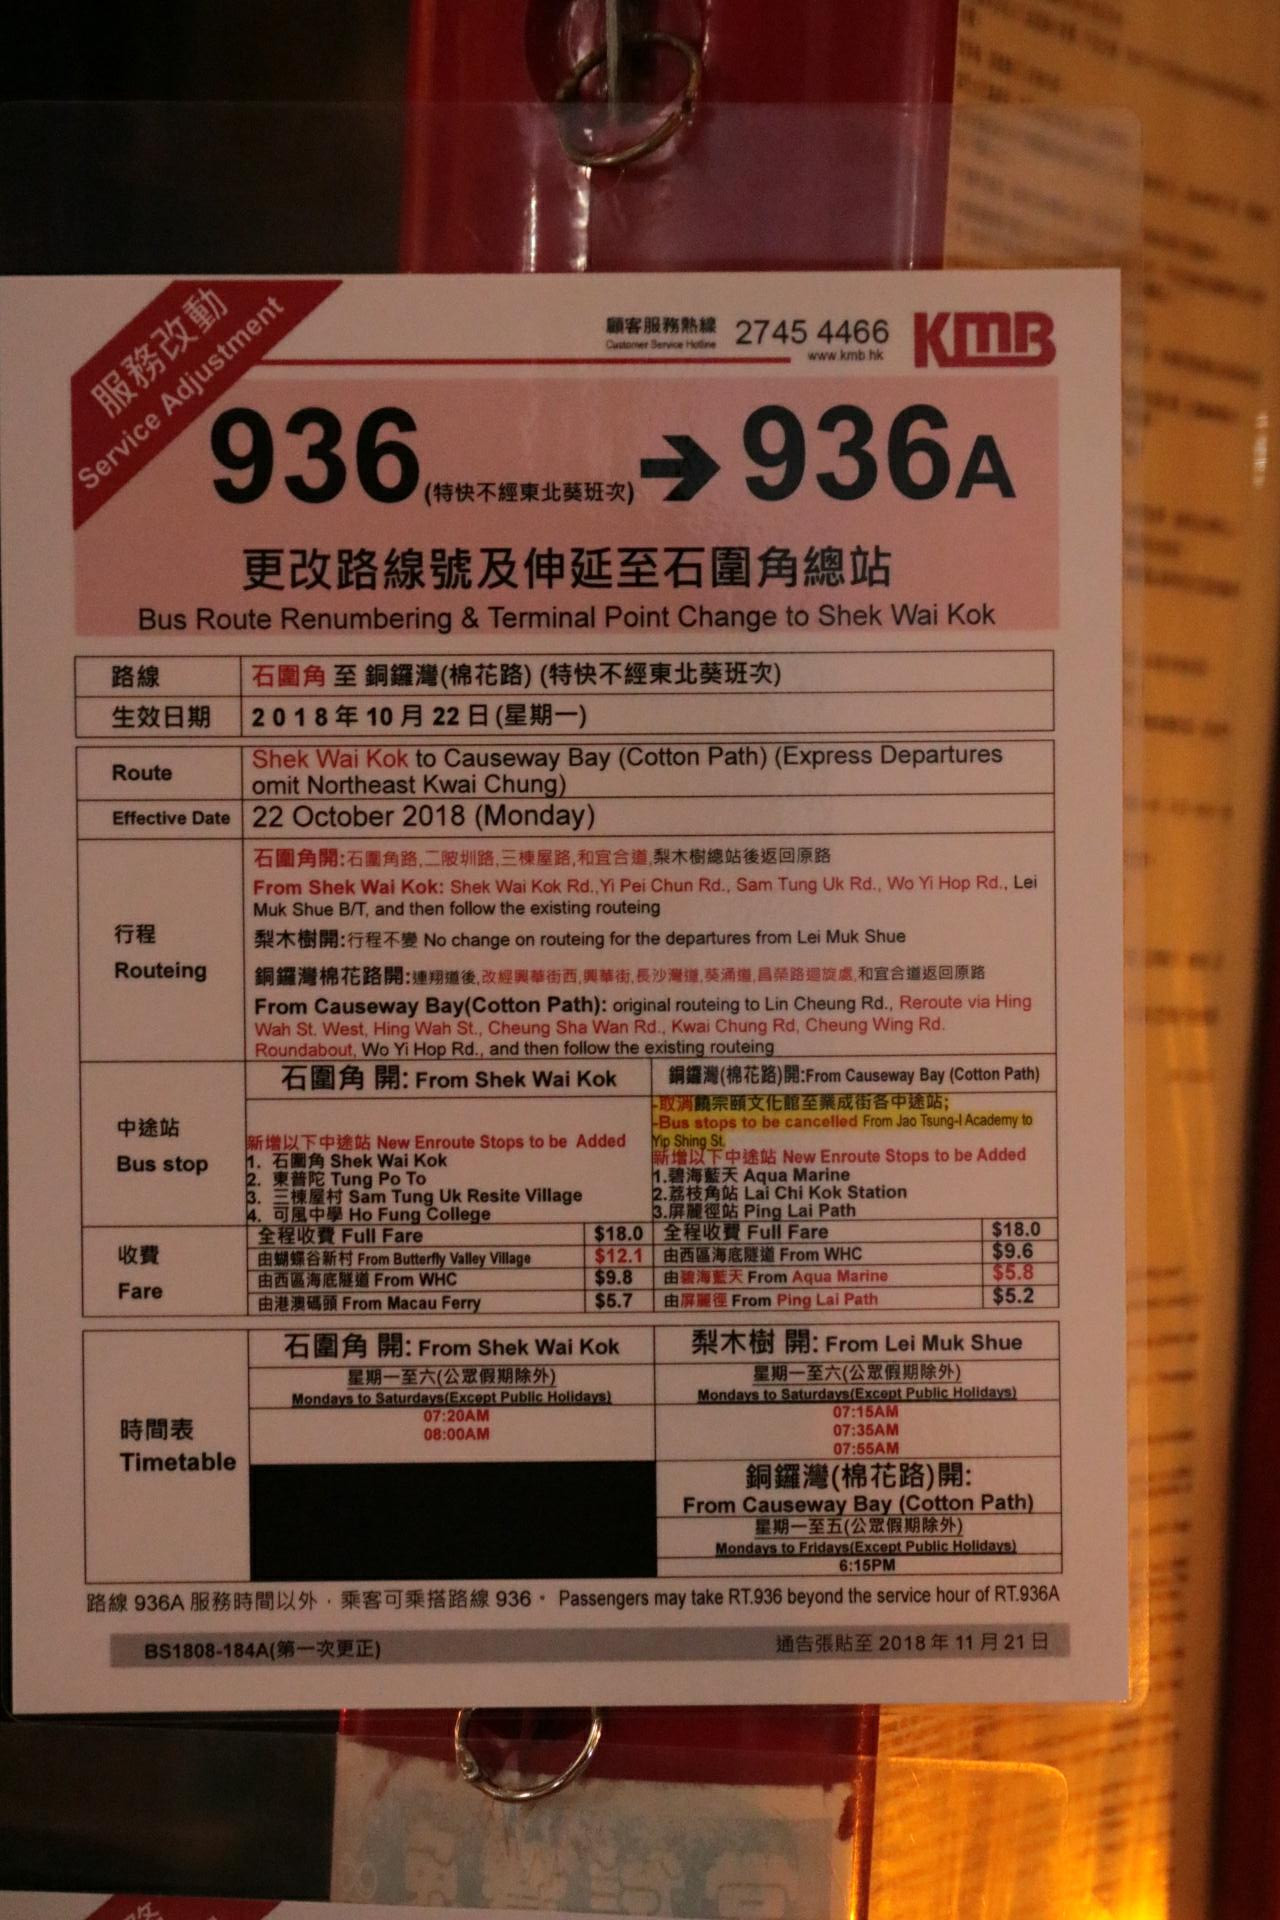 服務改動
Service Adjustment
顧客服務熱線
Customer Service Hotline
2745 4466
www.kmb.hk
KMB
936 (特快不經東北葵班次) → 936A
更改路線號及伸延至石圍角總站
Bus Route Renumbering & Terminal Point Change to Shek Wai Kok
路線 石圍角 至 銅鑼灣(棉花路) (特快不經東北葵班次)
生效日期 2018年10月22日(星期一)
Route
Shek Wai Kok to Causeway Bay (Cotton Path) (Express Departures
omit Northeast Kwai Chung)
Effective Date 22 October 2018 (Monday)
行程
Routeing
石圍角開:石圍角路,二陂圳路,三棟屋路,和宜合道,梨木樹總站後返回原路
From Shek Wai Kok: Shek Wai Kok Rd.,Yi Pei Chun Rd., Sam Tung Uk Rd., Wo Yi Hop Rd., Lei
Muk Shue B/T, and then follow the existing routeing
梨木樹開:行程不變 No change on routeing for the departures from Lei Muk Shue
銅鑼灣棉花路開:連翔道後,改經興華街西,興華街,長沙灣道,葵涌道,昌榮路迴旋處,和宜合道返回原路
From Causeway Bay(Cotton Path): original routeing to Lin Cheung Rd., Reroute via Hing
Wah St. West, Hing Wah St., Cheung Sha Wan Rd., Kwai Chung Rd, Cheung Wing Rd.
Roundabout, Wo Yi Hop Rd., and then follow the existing routeing
中途站
Bus stop
石圍角 開: From Shek Wai Kok
新增以下中途站 New Enroute Stops to be Added
1. 石圍角 Shek Wai Kok
2. 東普陀 Tung Po To
3. 三棟屋村 Sam Tung Uk Resite Village
4. 可風中學 Ho Fung College
銅鑼灣(棉花路)開:From Causeway Bay (Cotton Path)
-取消饒宗頤文化館至業成街各中途站;
-Bus stops to be cancelled From Jao Tsung-I Academy to
Yip Shing St.
新增以下中途站 New Enroute Stops to be Added
1.碧海藍天 Aqua Marine
2.荔枝角站 Lai Chi Kok Station
3.屏麗徑站 Ping Lai Path
收費
Fare
全程收費 Full Fare $18.0
由蝴蝶谷新村 From Butterfly Valley Village $12.1
由西區海底隧道 From WHC $9.8
由港澳碼頭 From Macau Ferry $5.7
全程收費 Full Fare $18.0
由西區海底隧道 From WHC $9.6
由碧海藍天 From Aqua Marine $5.8
由屏麗徑 From Ping Lai Path $5.2
時間表
Timetable
石圍角 開: From Shek Wai Kok
星期一至六(公眾假期除外)
Mondays to Saturdays(Except Public Holidays)
07:20AM
08:00AM
梨木樹 開: From Lei Muk Shue
星期一至六(公眾假期除外)
Mondays to Saturdays(Except Public Holidays)
07:15AM
07:35AM
07:55AM
銅鑼灣(棉花路)開:
From Causeway Bay (Cotton Path)
星期一至五(公眾假期除外)
Mondays to Fridays(Except Public Holidays)
6:15PM
路線 936A 服務時間以外，乘客可乘搭路線 936。 Passengers may take RT.936 beyond the service hour of RT.936A
BS1808-184A(第一次更正)
通告張貼至 2018 年 11 月 21 日